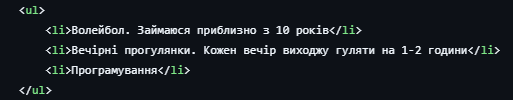 <ul>
<li>Волейбол. Займаюся приблизно з 10 років</li>
<li>Вечірні прогулянки. Кожен вечір виходжу гуляти на 1-2 години</li>
<li>Програмування</li>
</ul>